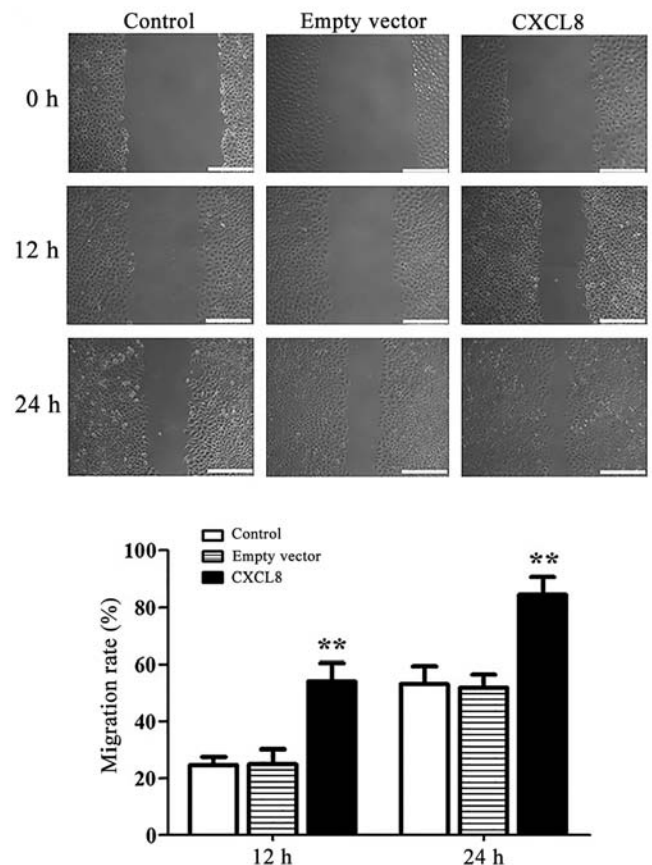 Control Empty vector CXCL8
0 h
12 h
24 h
Control
Empty vector
CXCL8
100
80
60
40
20
0
Migration rate (%)
**
**
12 h 24 h